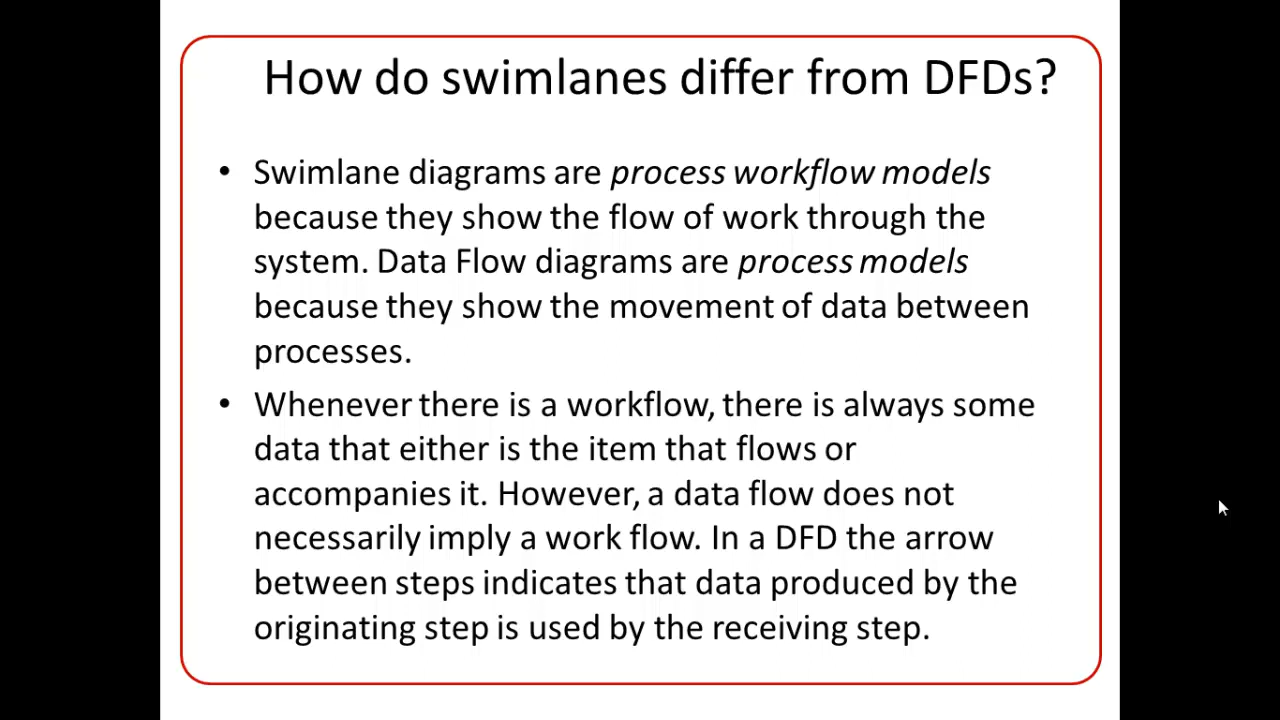 How do swimlanes differ from DFDs?
• Swimlane diagrams are process workflow models
because they show the flow of work through the
system. Data Flow diagrams are process models
because they show the movement of data between
processes.
• Whenever there is a workflow, there is always some
data that either is the item that flows or
accompanies it. However, a data flow does not
necessarily imply a work flow. In a DFD the arrow
between steps indicates that data produced by the
originating step is used by the receiving step.